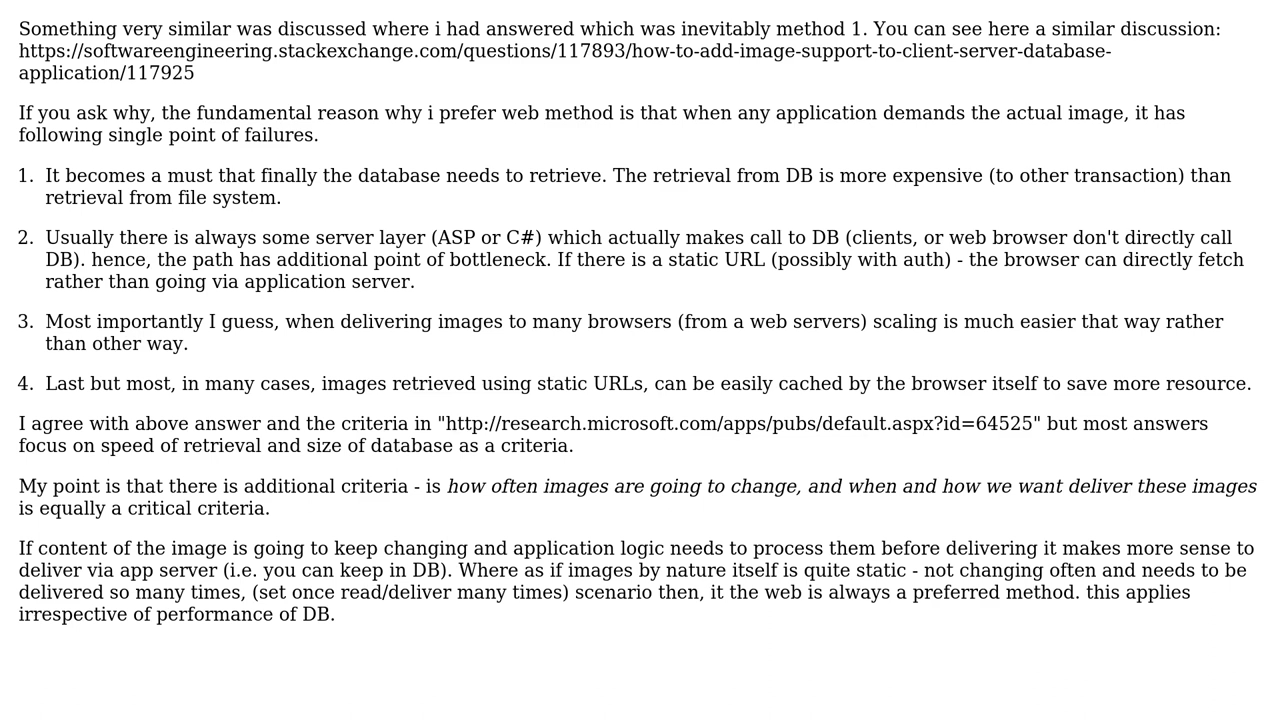 Something very similar was discussed where i had answered which was inevitably method 1. You can see here a similar discussion:
https://softwareengineering.stackexchange.com/questions/117893/how-to-add-image-support-to-client-server-database-
application/117925
If you ask why, the fundamental reason why i prefer web method is that when any application demands the actual image, it has
following single point of failures.
1. It becomes a must that finally the database needs to retrieve. The retrieval from DB is more expensive (to other transaction) than
retrieval from file system.
2. Usually there is always some server layer (ASP or C#) which actually makes call to DB (clients, or web browser don't directly call
DB). hence, the path has additional point of bottleneck. If there is a static URL (possibly with auth) - the browser can directly fetch
rather than going via application server.
3. Most importantly I guess, when delivering images to many browsers (from a web servers) scaling is much easier that way rather
than other way.
4. Last but most, in many cases, images retrieved using static URLs, can be easily cached by the browser itself to save more resource.
I agree with above answer and the criteria in "http://research.microsoft.com/apps/pubs/default.aspx?id=64525" but most answers
focus on speed of retrieval and size of database as a criteria.
My point is that there is additional criteria - is how often images are going to change, and when and how we want deliver these images
is equally a critical criteria.
If content of the image is going to keep changing and application logic needs to process them before delivering it makes more sense to
deliver via app server (i.e. you can keep in DB). Where as if images by nature itself is quite static - not changing often and needs to be
delivered so many times, (set once read/deliver many times) scenario then, it the web is always a preferred method. this applies
irrespective of performance of DB.